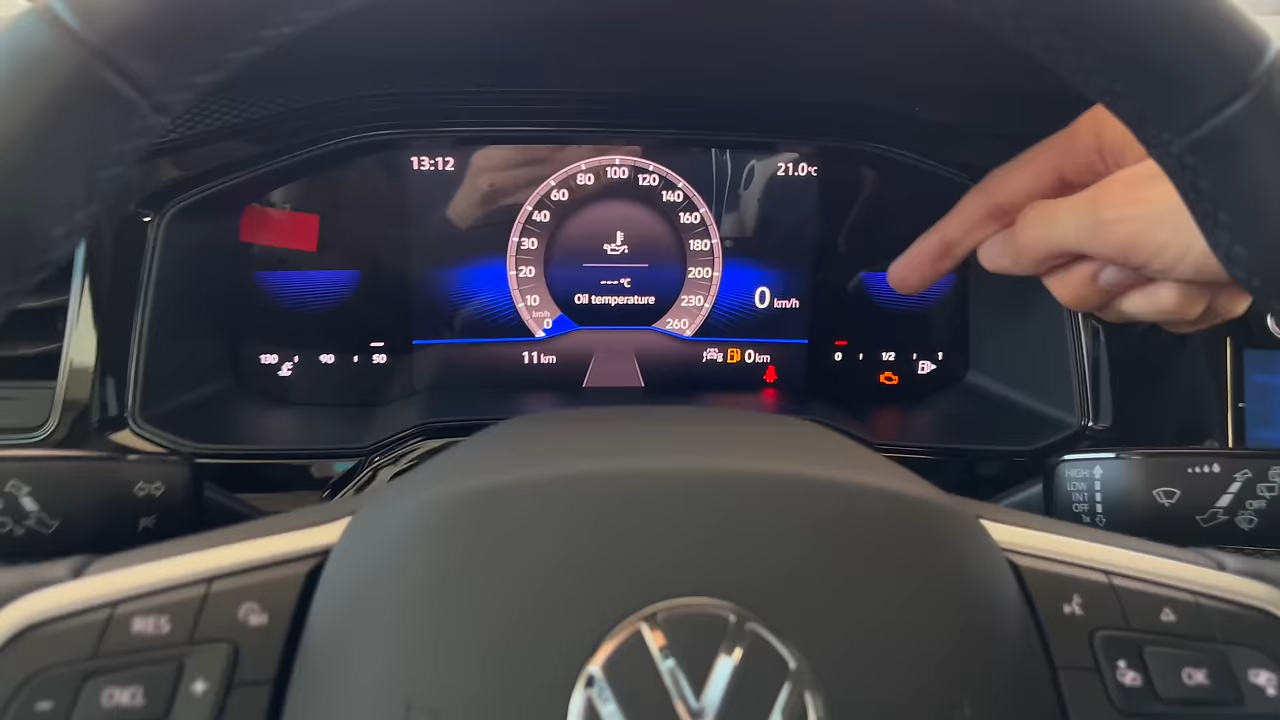 13:12
21.0°C
100
80
120
60
140
40
160
30
180
20
200
10
230
km/h
0
260
---°C
Oil temperature
0 km/h
11 km
0 km
130
90
50
0
1/2
1
HIGH
LOW
INT
OFF
1x
OFF
RES
CNCL
+
-
OK